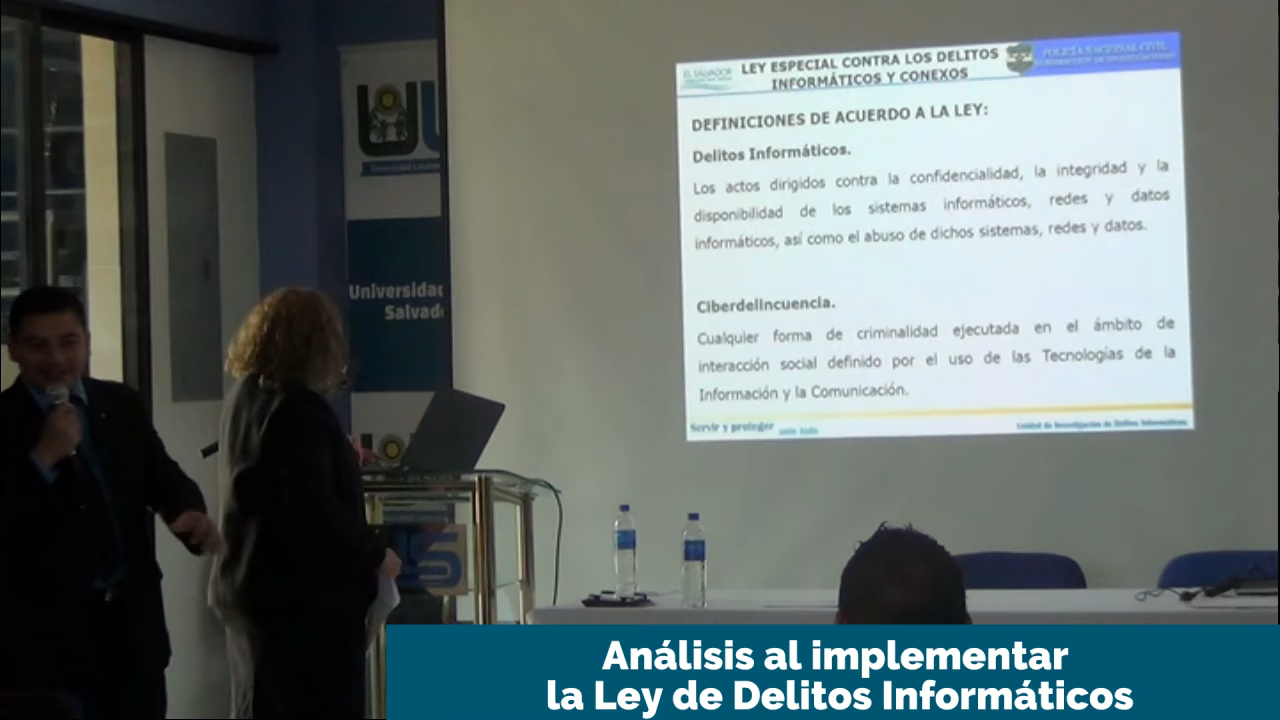 LEY ESPECIAL CONTRA LOS DELITOS
INFORMÁTICOS Y CONEXOS
EL SALVADOR
POLICÍA NACIONAL CIVIL
DEFINICIONES DE ACUERDO A LA LEY:
Delitos Informáticos.
Los actos dirigidos contra la confidencialidad, la integridad y la
disponibilidad de los sistemas informáticos, redes y datos
informáticos, así como el abuso de dichos sistemas, redes y datos.
Ciberdelincuencia.
Cualquier forma de criminalidad ejecutada en el ámbito de
interacción social definido por el uso de las Tecnologías de la
Información y la Comunicación.
Servir y proteger
Unidad de Investigación de Delitos Informáticos
Universidad
Salvad
Análisis al implementar
la Ley de Delitos Informáticos